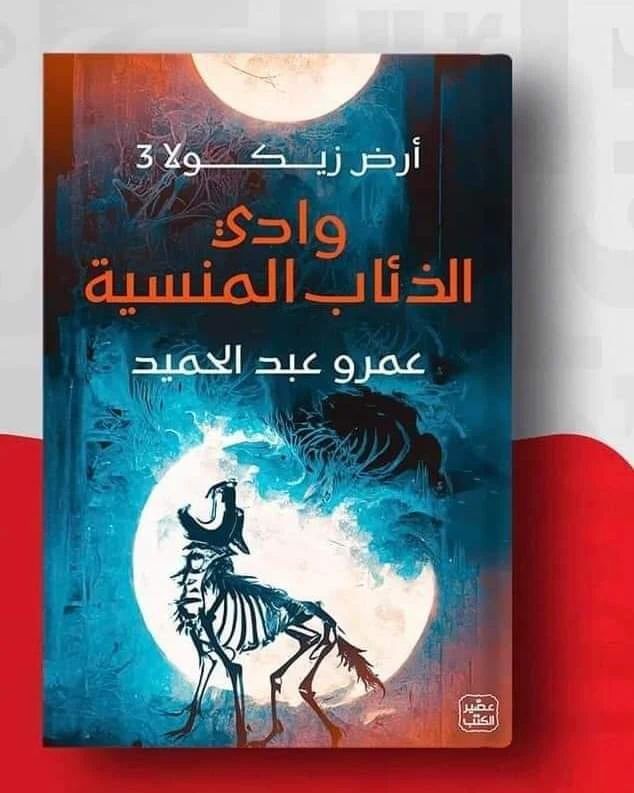 أرض زيكولا 3
وادي
الذئاب المنسية
عمرو عبد الحميد
عصير
الكتب